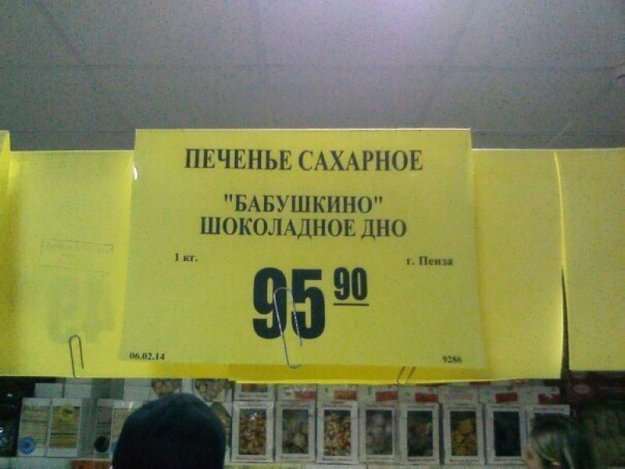 ПЕЧЕНЬЕ САХАРНОЕ
"БАБУШКИНО"
ШОКОЛАДНОЕ ДНО
1 кг.
г. Пенза
95 90
06.02.14
9286